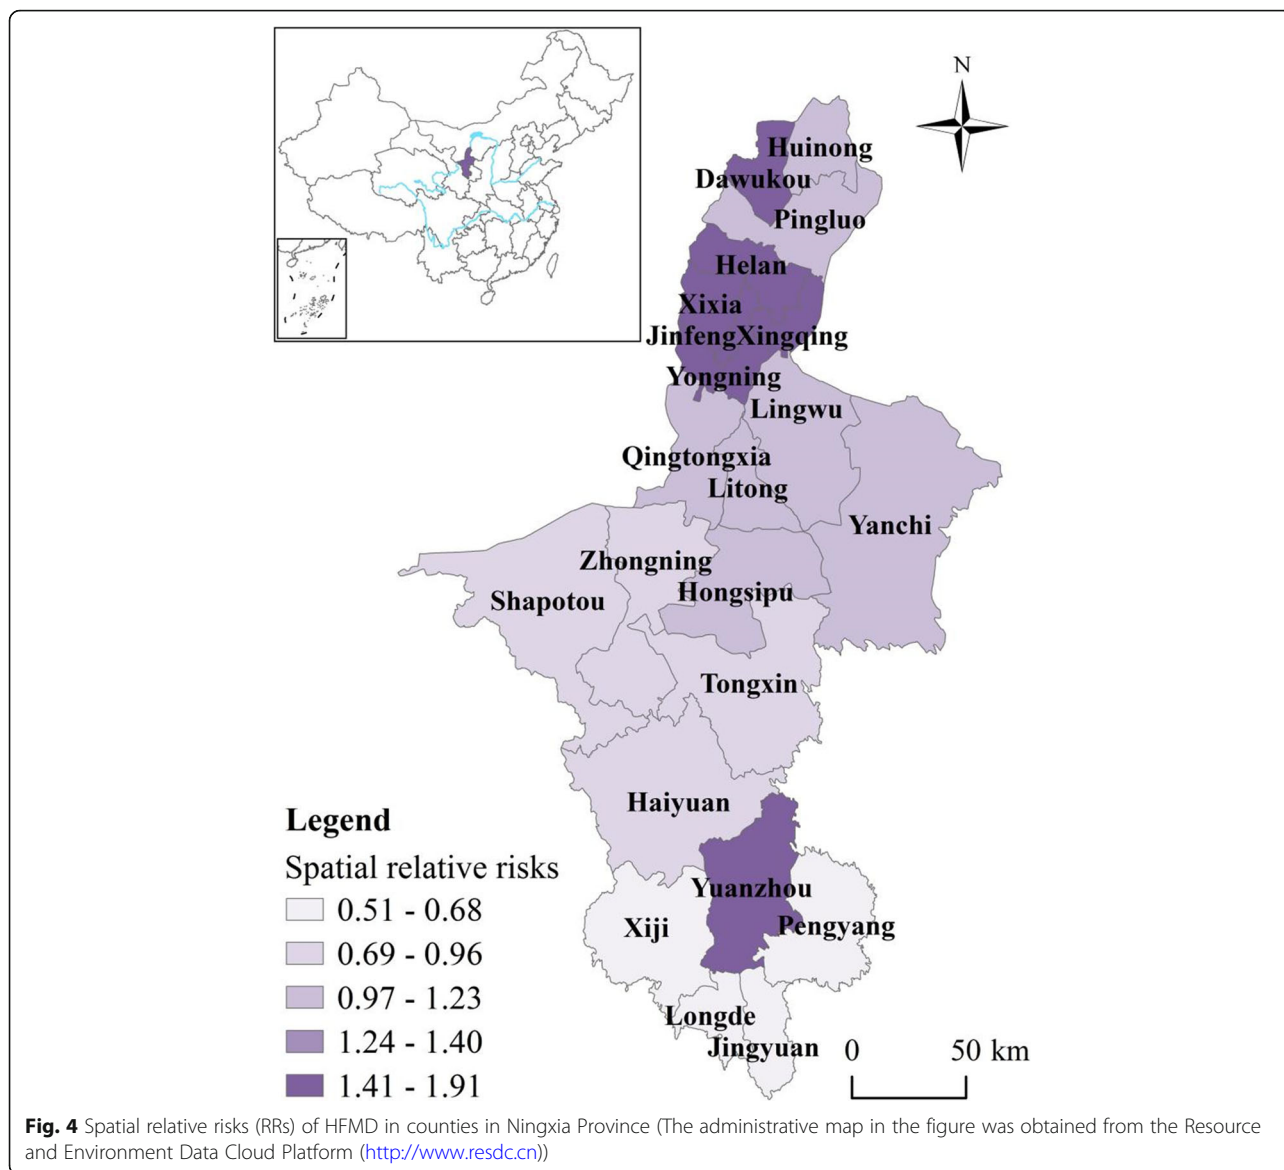 N
Huinong
Dawukou
Pingluo
Helan
Xixia
JinfengXingqing
Yongning
Lingwu
Qingtongxia
Litong
Yanchi
Zhongning
Hongsipu
Shapotou
Tongxin
Haiyuan
Yuanzhou
Xiji
Pengyang
Longde
Jingyuan
Legend
Spatial relative risks
0.51 - 0.68
0.69 - 0.96
0.97 - 1.23
1.24 - 1.40
1.41 - 1.91
0 50 km
Fig. 4 Spatial relative risks (RRs) of HFMD in counties in Ningxia Province (The administrative map in the figure was obtained from the Resource
and Environment Data Cloud Platform (http://www.resdc.cn))